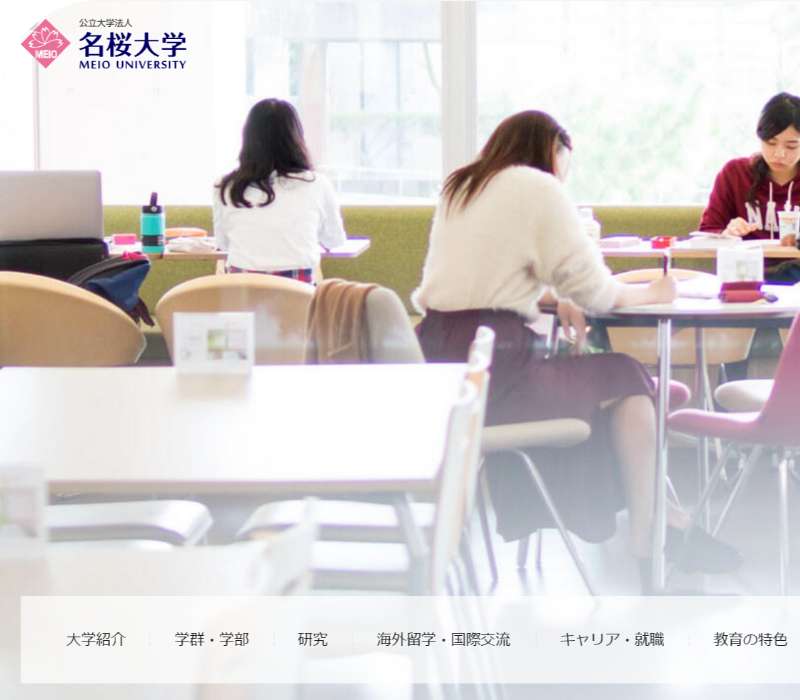 公立大学法人
名桜大学
MEIO
MEIO UNIVERSITY
大学紹介
学群・学部
研究
海外留学・国際交流
キャリア・就職
教育の特色